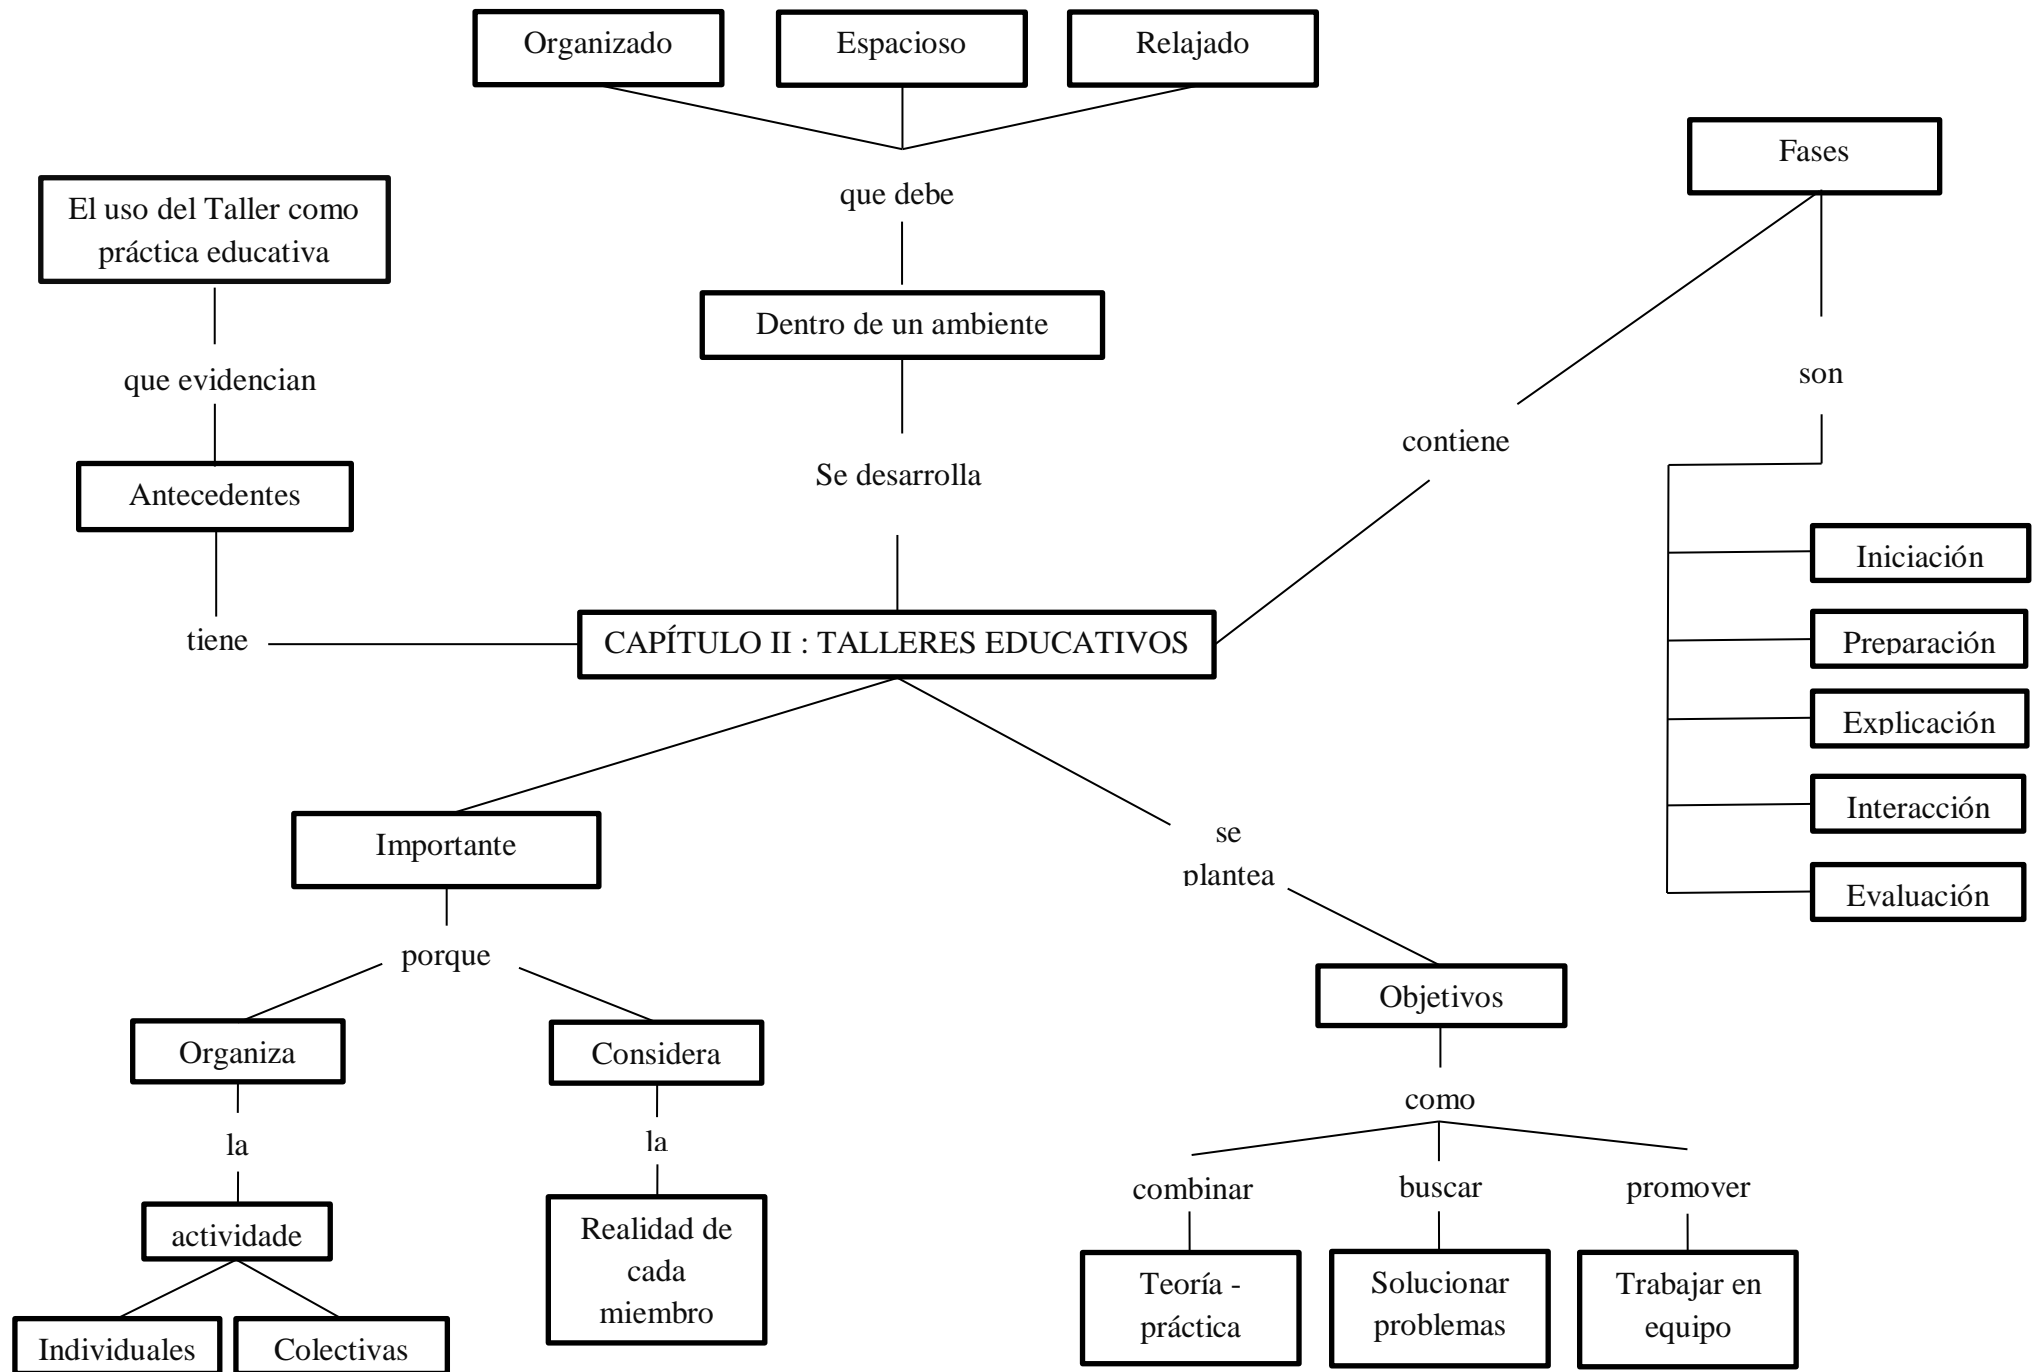 Organizado
Espacioso
Relajado
Fases
El uso del Taller como
práctica educativa
que debe
Dentro de un ambiente
que evidencian
son
contiene
Antecedentes
Se desarrolla
Iniciación
tiene
CAPÍTULO II : TALLERES EDUCATIVOS
Preparación
Explicación
Interacción
Importante
se
plantea
Evaluación
porque
Objetivos
Organiza
Considera
como
la
la
combinar
buscar
promover
actividade
Realidad de
cada
miembro
Teoría -
práctica
Solucionar
problemas
Trabajar en
equipo
Individuales
Colectivas